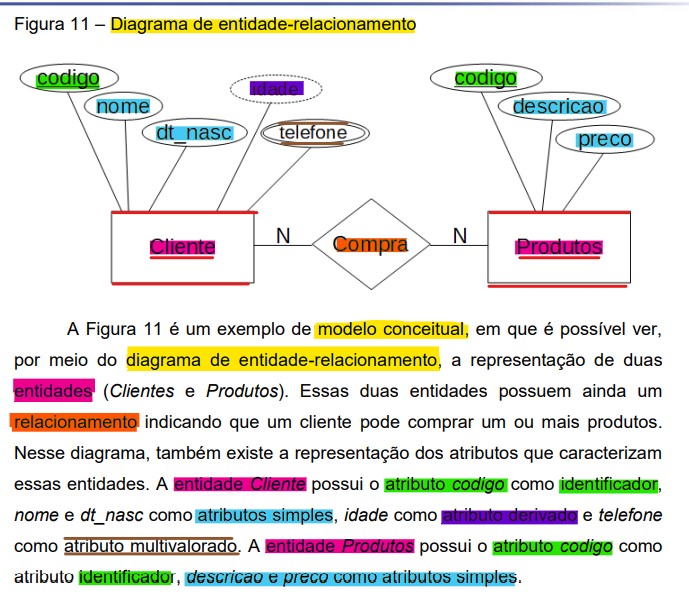 Figura 11 – Diagrama de entidade-relacionamento
codigo
nome
dt_nasc
idade
telefone
codigo
descricao
preco
Cliente
N
Compra
N
Produtos
A Figura 11 é um exemplo de modelo conceitual, em que é possível ver,
por meio do diagrama de entidade-relacionamento, a representação de duas
entidades (Clientes e Produtos). Essas duas entidades possuem ainda um
relacionamento indicando que um cliente pode comprar um ou mais produtos.
Nesse diagrama, também existe a representação dos atributos que caracterizam
essas entidades. A entidade Cliente possui o atributo codigo como identificador,
nome e dt_nasc como atributos simples, idade como atributo derivado e telefone
como atributo multivalorado. A entidade Produtos possui o atributo codigo como
atributo identificador, descricao e preco como atributos simples.